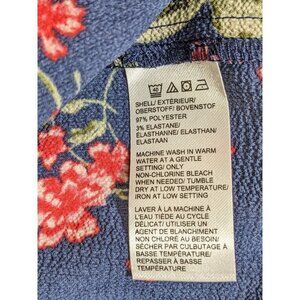 SHELL/ EXTÉRIEUR/
OBERSTOFF/ BOVENSTOF
97% POLYESTER
3% ELASTANE/
ÉLASTHANNE/ ELASTHAN/
ELASTAAN
MACHINE WASH IN WARM
WATER AT A GENTLE
SETTING/ ONLY
NON-CHLORINE BLEACH
WHEN NEEDED/ TUMBLE
DRY AT LOW TEMPERATURE/
IRON AT LOW SETTING
LAVER À LA MACHINE À
L'EAU TIÈDE AU CYCLE
DÉLICAT/ UTILISER UN
AGENT DE BLANCHIMENT
NON CHLORÉ AU BESOIN/
SÉCHER PAR CULBUTAGE À
BASSE TEMPÉRATURE/
REPASSER À BASSE
TEMPÉRATURE